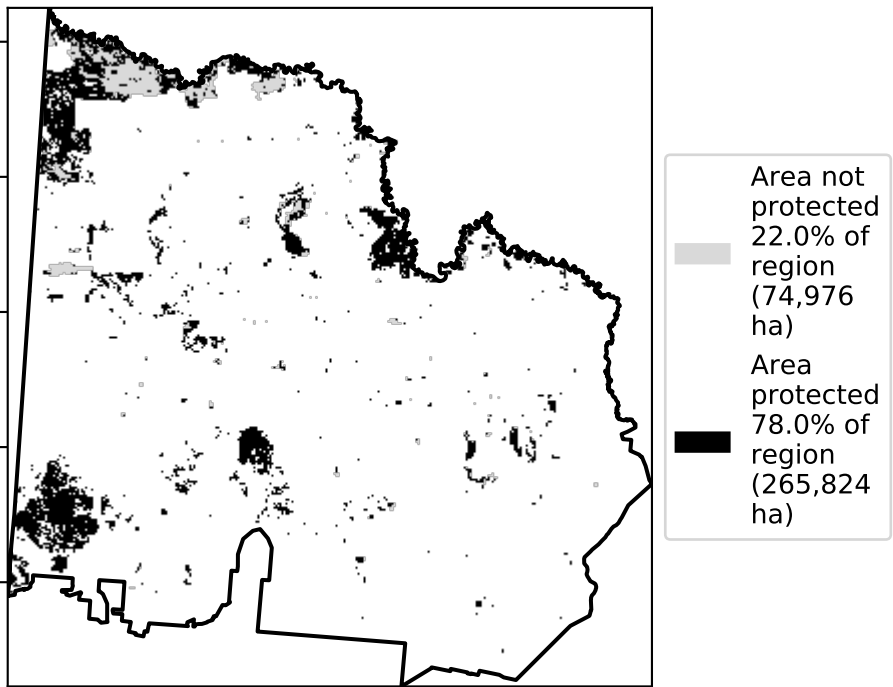 Area not
protected
22.0% of
region
(74,976
ha)
Area
protected
78.0% of
region
(265,824
ha)